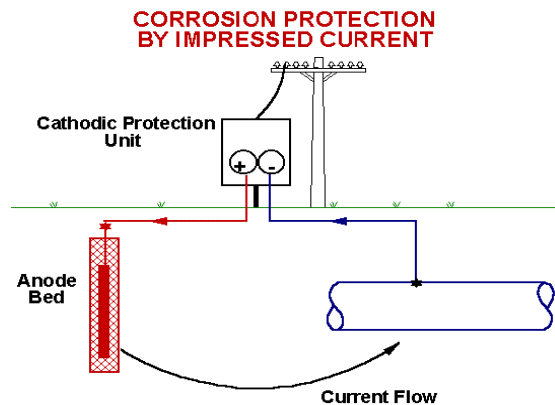 CORROSION PROTECTION
BY IMPRESSED CURRENT
Cathodic Protection
Unit
+ -
Anode
Bed
Current Flow